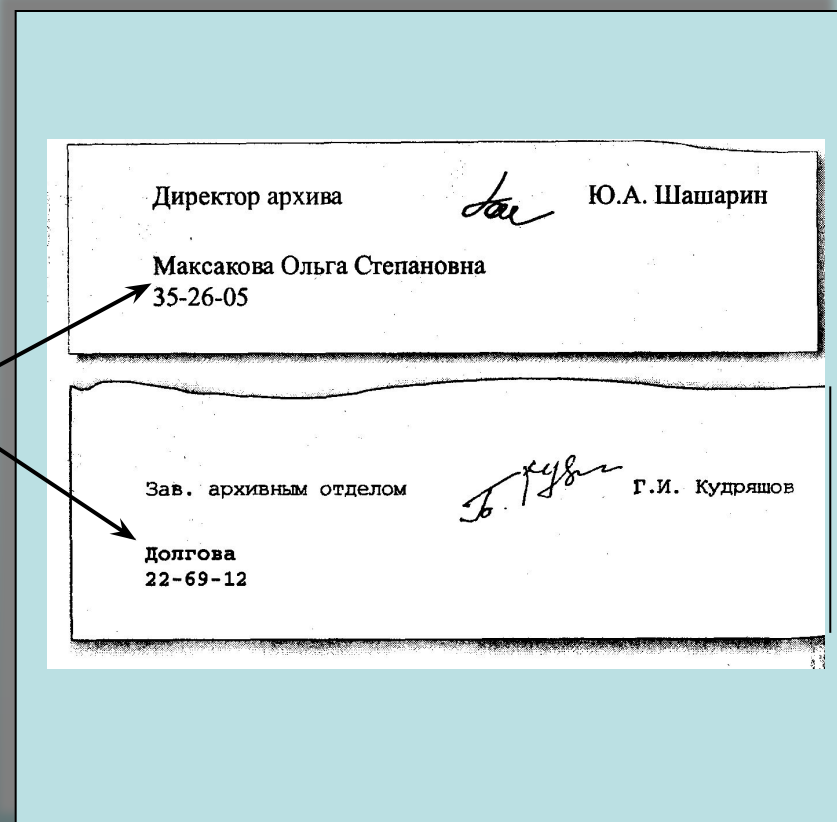 Директор архива Ю.А. Шашарин
Максакова Ольга Степановна
35-26-05
Зав. архивным отделом Г.И. Кудряшов
Долгова
22-69-12